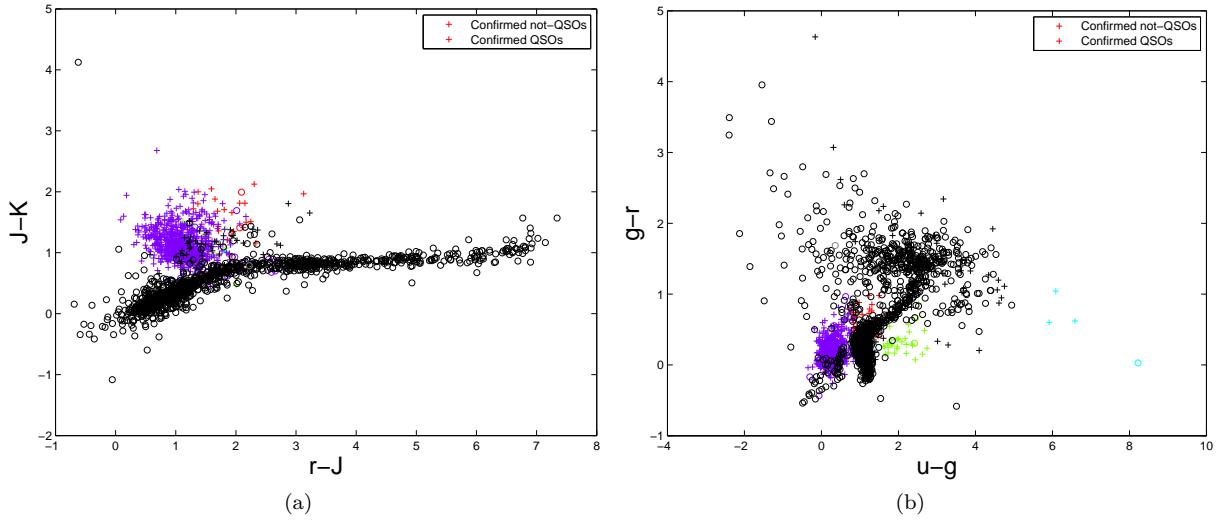 5
4
3
2
1
0
−1
−2
−1 0 1 2 3 4 5 6 7 8
J−K
r−J
Confirmed not−QSOs
Confirmed QSOs
(a)
5
4
3
2
1
0
−1
−4 −2 0 2 4 6 8 10
g−r
u−g
Confirmed not−QSOs
Confirmed QSOs
(b)